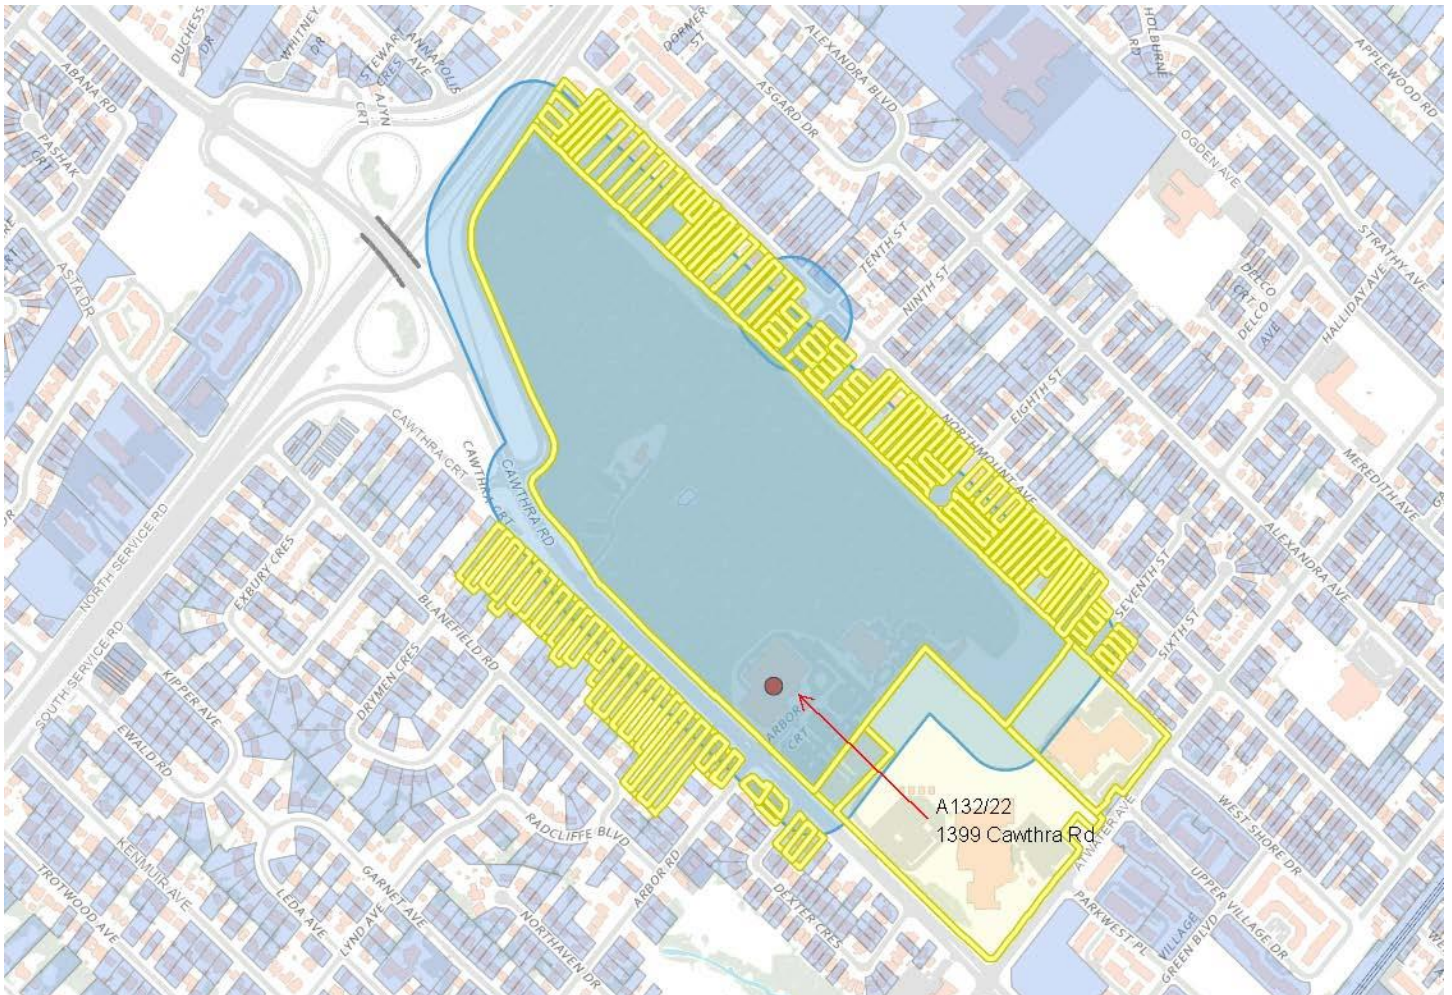 DUCHESS
DR
WHITNEY
DR
STEWART
CRES
ANNAPOLIS
AVE
AJYN
CRT
ABANA RD
PASHAK
CRT
DORMER
ST
ALEXANDRA BLVD
ASGARD DR
HOLBURNE
RD
APPLEWOOD RD
OGDEN AVE
STRATHY AVE
HALLIDAY AVE
DELCO
CRT
DELCO
AVE
TENTH ST
NINTH ST
EIGHTH ST
NORTHMOUNT AVE
MEREDITH AVE
ALEXANDRA AVE
SEVENTH ST
SIXTH ST
ASTA DR
NORTH SERVICE RD
SOUTH SERVICE RD
CAWTHRA CRT
CAWTHRA CRT
CAWTHRA RD
EXBURY CRES
BLANEFIELD RD
DRYMEN CRES
KIPPER AVE
EWALD RD
KENMUIR AVE
TROTWOOD AVE
LEDA AVE
LYND AVE
GARNET AVE
RADCLIFFE BLVD
NORTHAVEN DR
ARBOR RD
ARBOR
CRT
DEXTER CRES
A132/22
1399 Cawthra Rd
ATWATER AVE
WEST SHORE DR
UPPER VILLAGE DR
VILLAGE
GREEN BLVD
PARKWEST PL